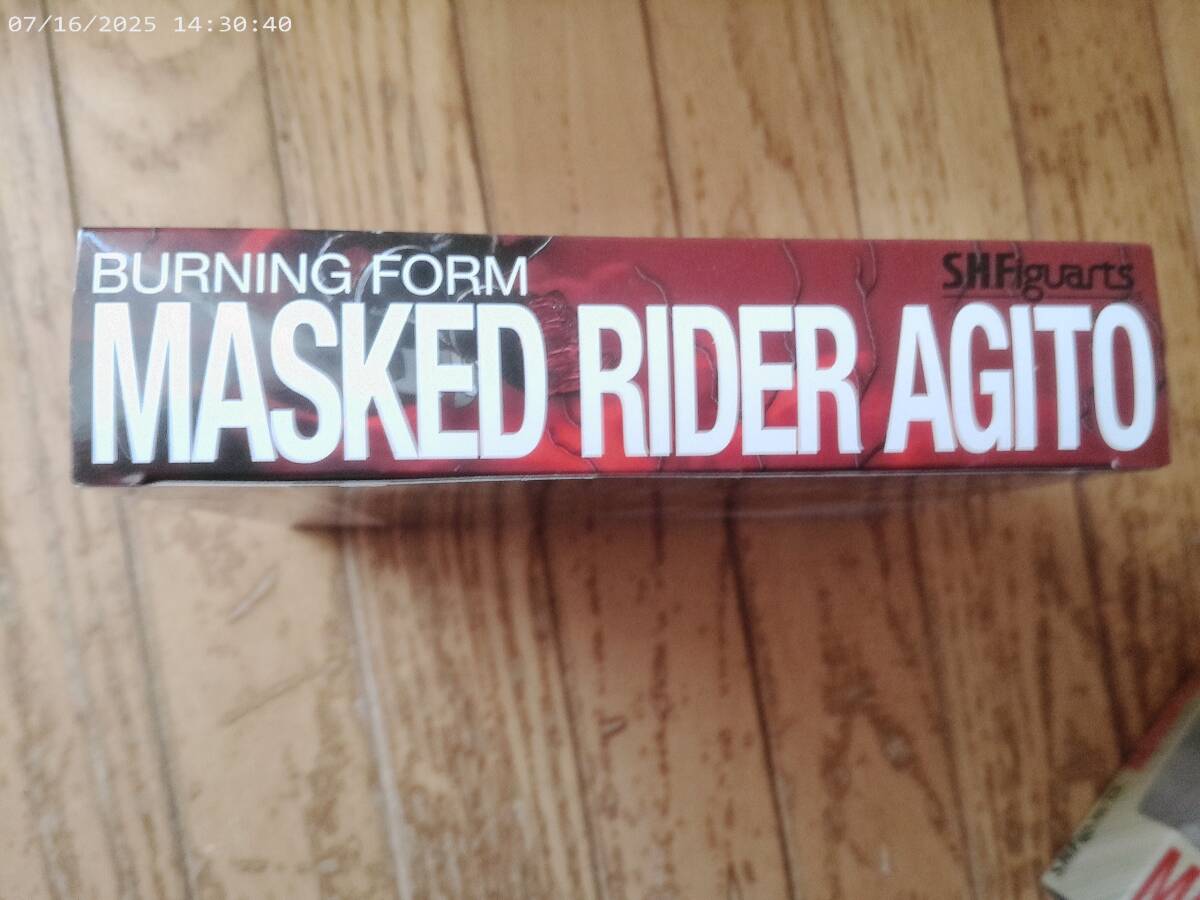 07/16/2025 14:30:40
BURNING FORM
S.H.Figuarts
MASKED RIDER AGITO
M